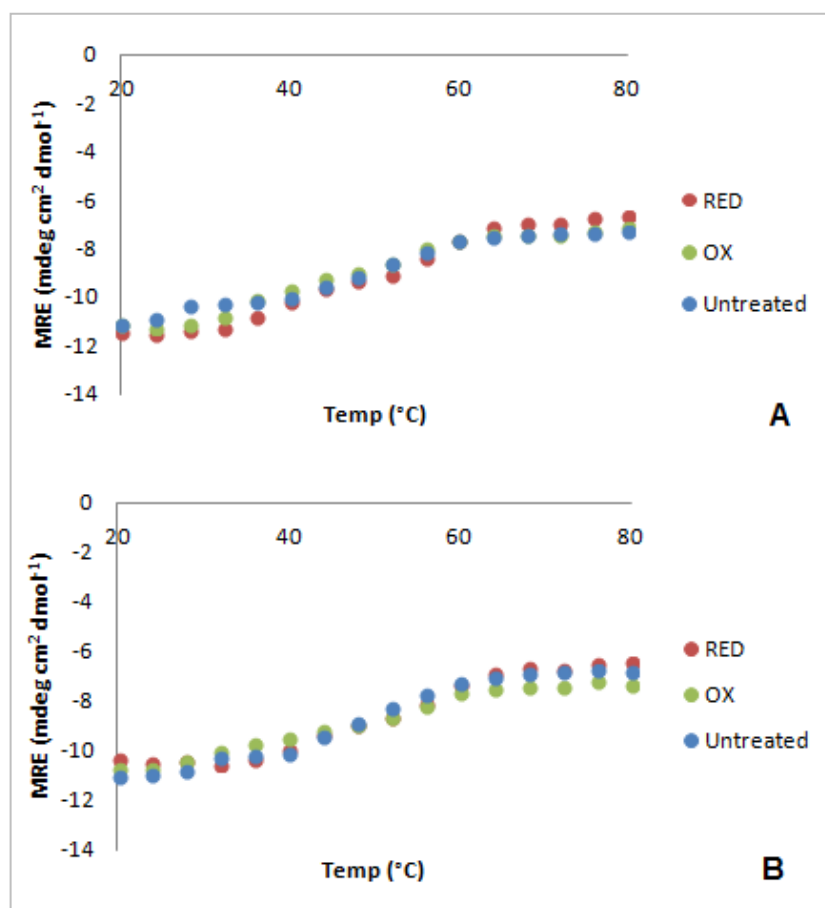 0
20 40 60 80
-2
-4
-6
-8
-10
-12
-14
MRE (mdeg cm² dmol⁻¹)
Temp (°C)
RED
OX
Untreated
A
0
20 40 60 80
-2
-4
-6
-8
-10
-12
-14
MRE (mdeg cm² dmol⁻¹)
Temp (°C)
RED
OX
Untreated
B